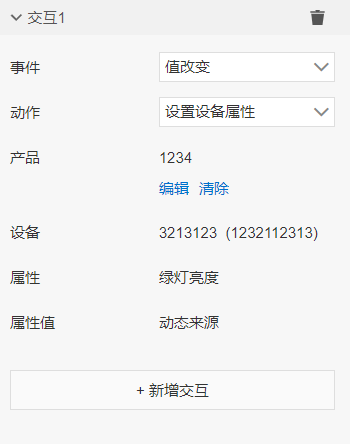 交互1
事件 值改变
动作 设置设备属性
产品 1234
编辑 清除
设备 3213123 (1232112313)
属性 绿灯亮度
属性值 动态来源
+ 新增交互